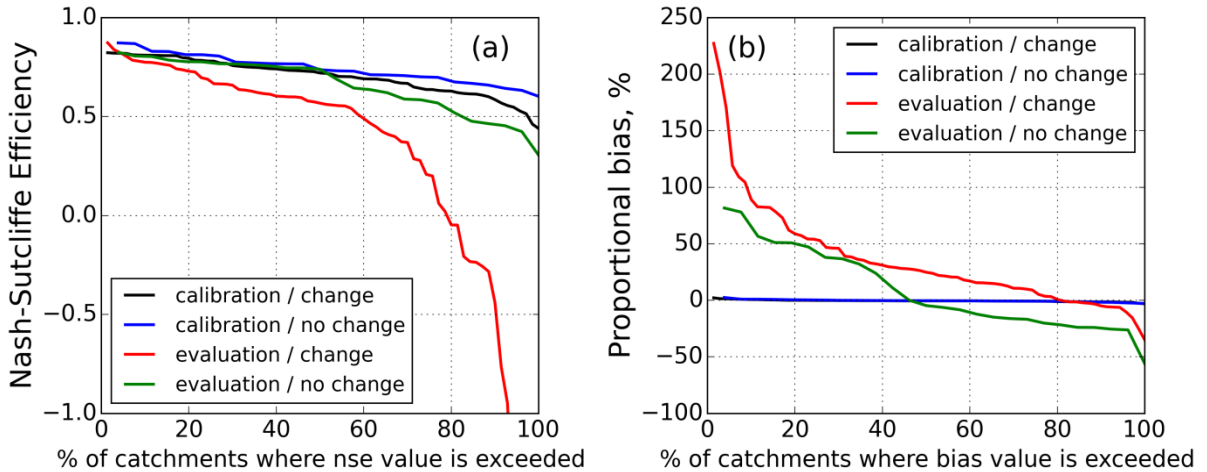 (a)
Nash-Sutcliffe Efficiency
1.0
0.5
0.0
−0.5
−1.0
calibration / change
calibration / no change
evaluation / change
evaluation / no change
0 20 40 60 80 100
% of catchments where nse value is exceeded
(b)
Proportional bias, %
250
200
150
100
50
0
−50
−100
calibration / change
calibration / no change
evaluation / change
evaluation / no change
0 20 40 60 80 100
% of catchments where bias value is exceeded